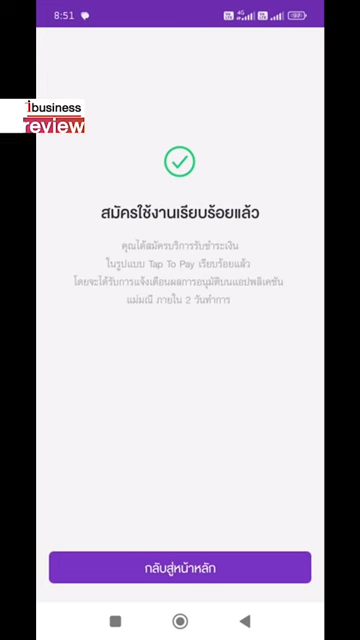 8:51
4G
ibusiness
review
สมัครใช้งานเรียบร้อยแล้ว
คุณได้สมัครบริการรับชำระเงิน
ในรูปแบบ Tap To Pay เรียบร้อยแล้ว
โดยจะได้รับการแจ้งเตือนผลการอนุมัติบนแอปพลิเคชัน
แม่มณี ภายใน 2 วันทำการ
กลับสู่หน้าหลัก